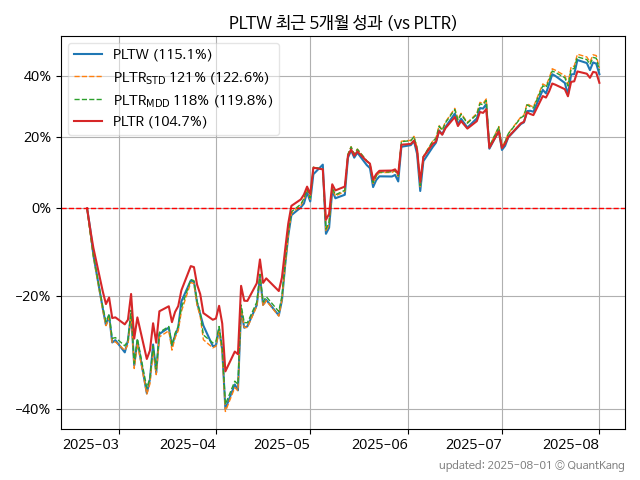 PLTW 최근 5개월 성과 (vs PLTR)
PLTW (115.1%)
PLTR_STD 121% (122.6%)
PLTR_MDD 118% (119.8%)
PLTR (104.7%)
40%
20%
0%
−20%
−40%
2025-03 2025-04 2025-05 2025-06 2025-07 2025-08
updated: 2025-08-01 © QuantKang